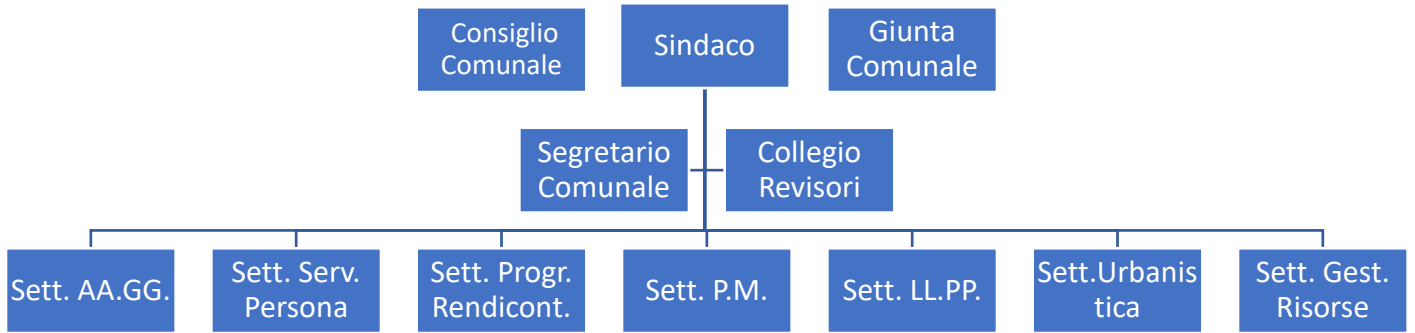 Consiglio
Comunale
Sindaco
Giunta
Comunale
Segretario
Comunale
Collegio
Revisori
Sett. AA.GG.
Sett. Serv.
Persona
Sett. Progr.
Rendicont.
Sett. P.M.
Sett. LL.PP.
Sett.Urbanis
tica
Sett. Gest.
Risorse